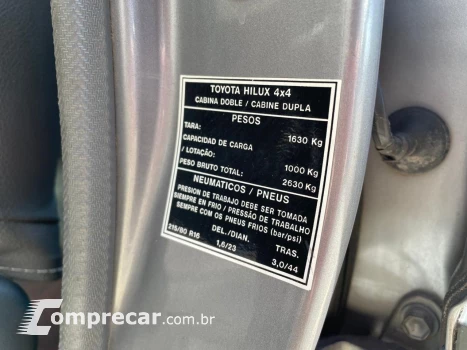 TOYOTA HILUX 4x4
CABINA DOBLE / CABINE DUPLA
PESOS
TARA: 1630 Kg
CAPACIDAD DE CARGA
/ LOTAÇÃO: 1000 Kg
PESO BRUTO TOTAL: 2630 Kg
NEUMATICOS / PNEUS
PRESION DE TRABAJO DEBE SER TOMADA
SIEMPRE EN FRIO / PRESSÃO DE TRABALHO
SEMPRE COM OS PNEUS FRIOS (bar/psi)
DEL./DIAN. TRAS.
215/80 R16 1,6/23 3,0/44
Comprecar.com.br